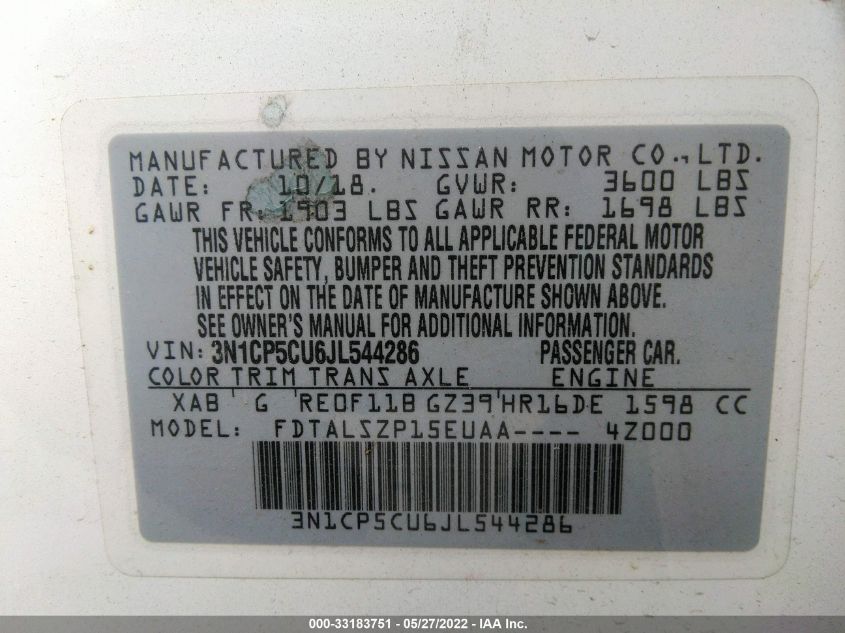 MANUFACTURED BY NISSAN MOTOR CO., LTD.
DATE: 10/18. GVWR: 3600 LBS
GAWR FR: 1903 LBS GAWR RR: 1698 LBS
THIS VEHICLE CONFORMS TO ALL APPLICABLE FEDERAL MOTOR
VEHICLE SAFETY, BUMPER AND THEFT PREVENTION STANDARDS
IN EFFECT ON THE DATE OF MANUFACTURE SHOWN ABOVE.
SEE OWNER'S MANUAL FOR ADDITIONAL INFORMATION.
VIN: 3N1CP5CU6JL544286 PASSENGER CAR.
COLOR TRIM TRANS AXLE ENGINE
XAB G RE0F11B GZ39 HR16DE 1598 CC
MODEL: FDTALSZP15EUAA---- 4Z000
3N1CP5CU6JL544286
000-33183751 - 05/27/2022 - IAA Inc.